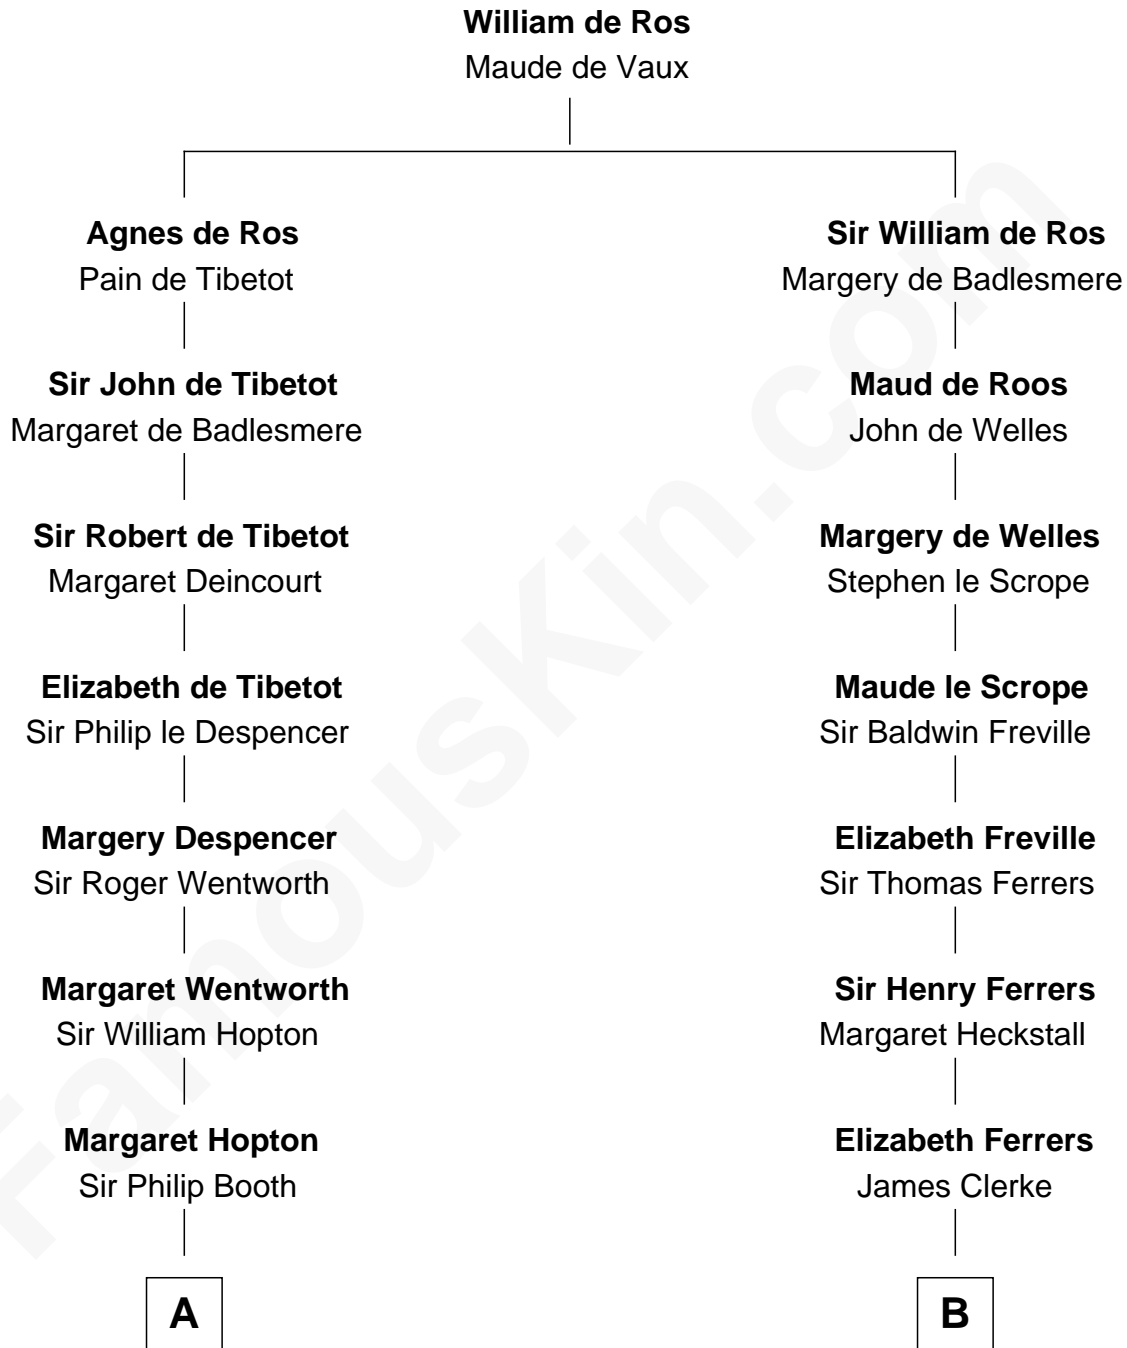 William de Ros
Maude de Vaux
Agnes de Ros
Pain de Tibetot
Sir William de Ros
Margery de Badlesmere
Sir John de Tibetot
Margaret de Badlesmere
Maud de Roos
John de Welles
Sir Robert de Tibetot
Margaret Deincourt
Margery de Welles
Stephen le Scrope
Elizabeth de Tibetot
Sir Philip le Despencer
Maude le Scrope
Sir Baldwin Freville
Margery Despencer
Sir Roger Wentworth
Elizabeth Freville
Sir Thomas Ferrers
Margaret Wentworth
Sir William Hopton
Sir Henry Ferrers
Margaret Heckstall
Margaret Hopton
Sir Philip Booth
Elizabeth Ferrers
James Clerke
A
B
FamousKin.com